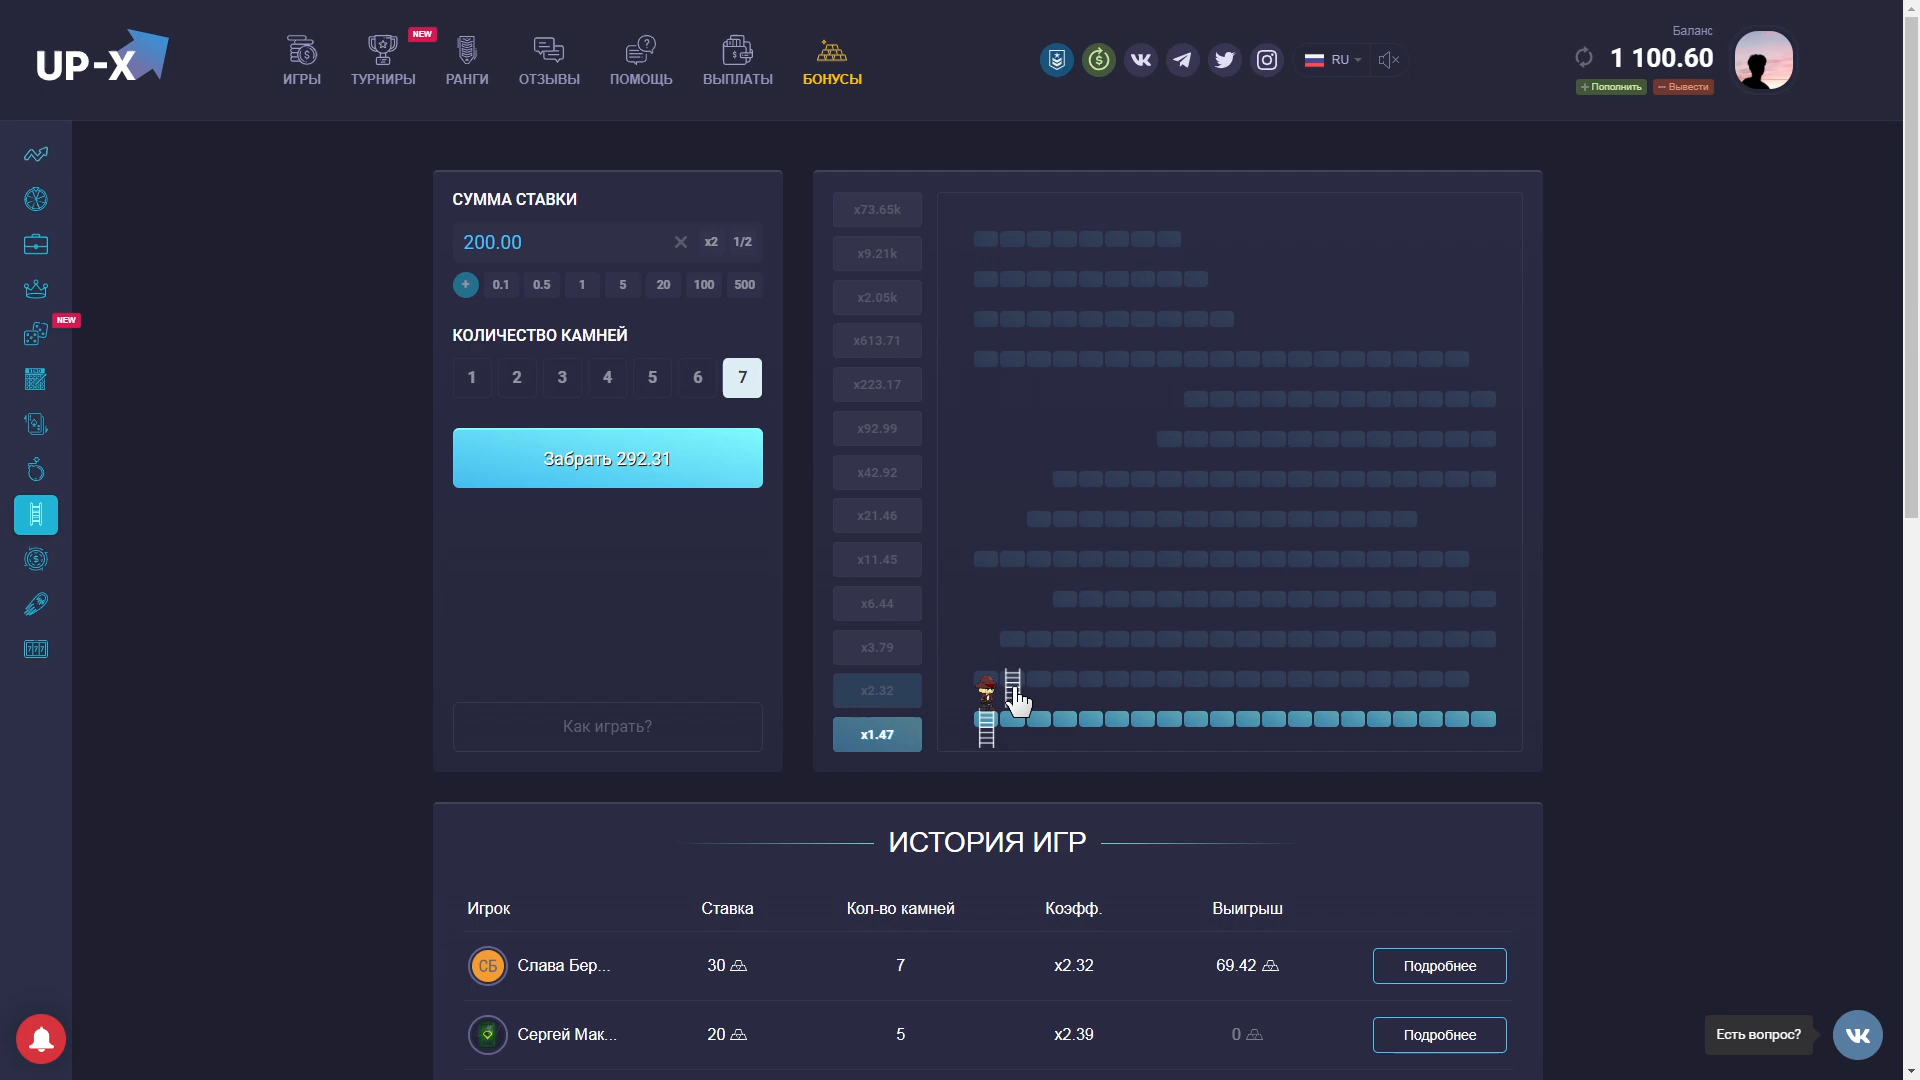 UP-X
ИГРЫ
ТУРНИРЫ
NEW
РАНГИ
ОТЗЫВЫ
ПОМОЩЬ
ВЫПЛАТЫ
БОНУСЫ
RU
Баланс
1 100.60
+ Пополнить
− Вывести
NEW
СУММА СТАВКИ
200.00
x2
1/2
+ 0.1 0.5 1 5 20 100 500
КОЛИЧЕСТВО КАМНЕЙ
1 2 3 4 5 6 7
Забрать 292.31
Как играть?
x73.65k
x9.21k
x2.05k
x613.71
x223.17
x92.99
x42.92
x21.46
x11.45
x6.44
x3.79
x2.32
x1.47
ИСТОРИЯ ИГР
Игрок Ставка Кол-во камней Коэфф. Выигрыш
СБ Слава Бер... 30 7 x2.32 69.42 Подробнее
Сергей Мак... 20 5 x2.39 0 Подробнее
Есть вопрос?